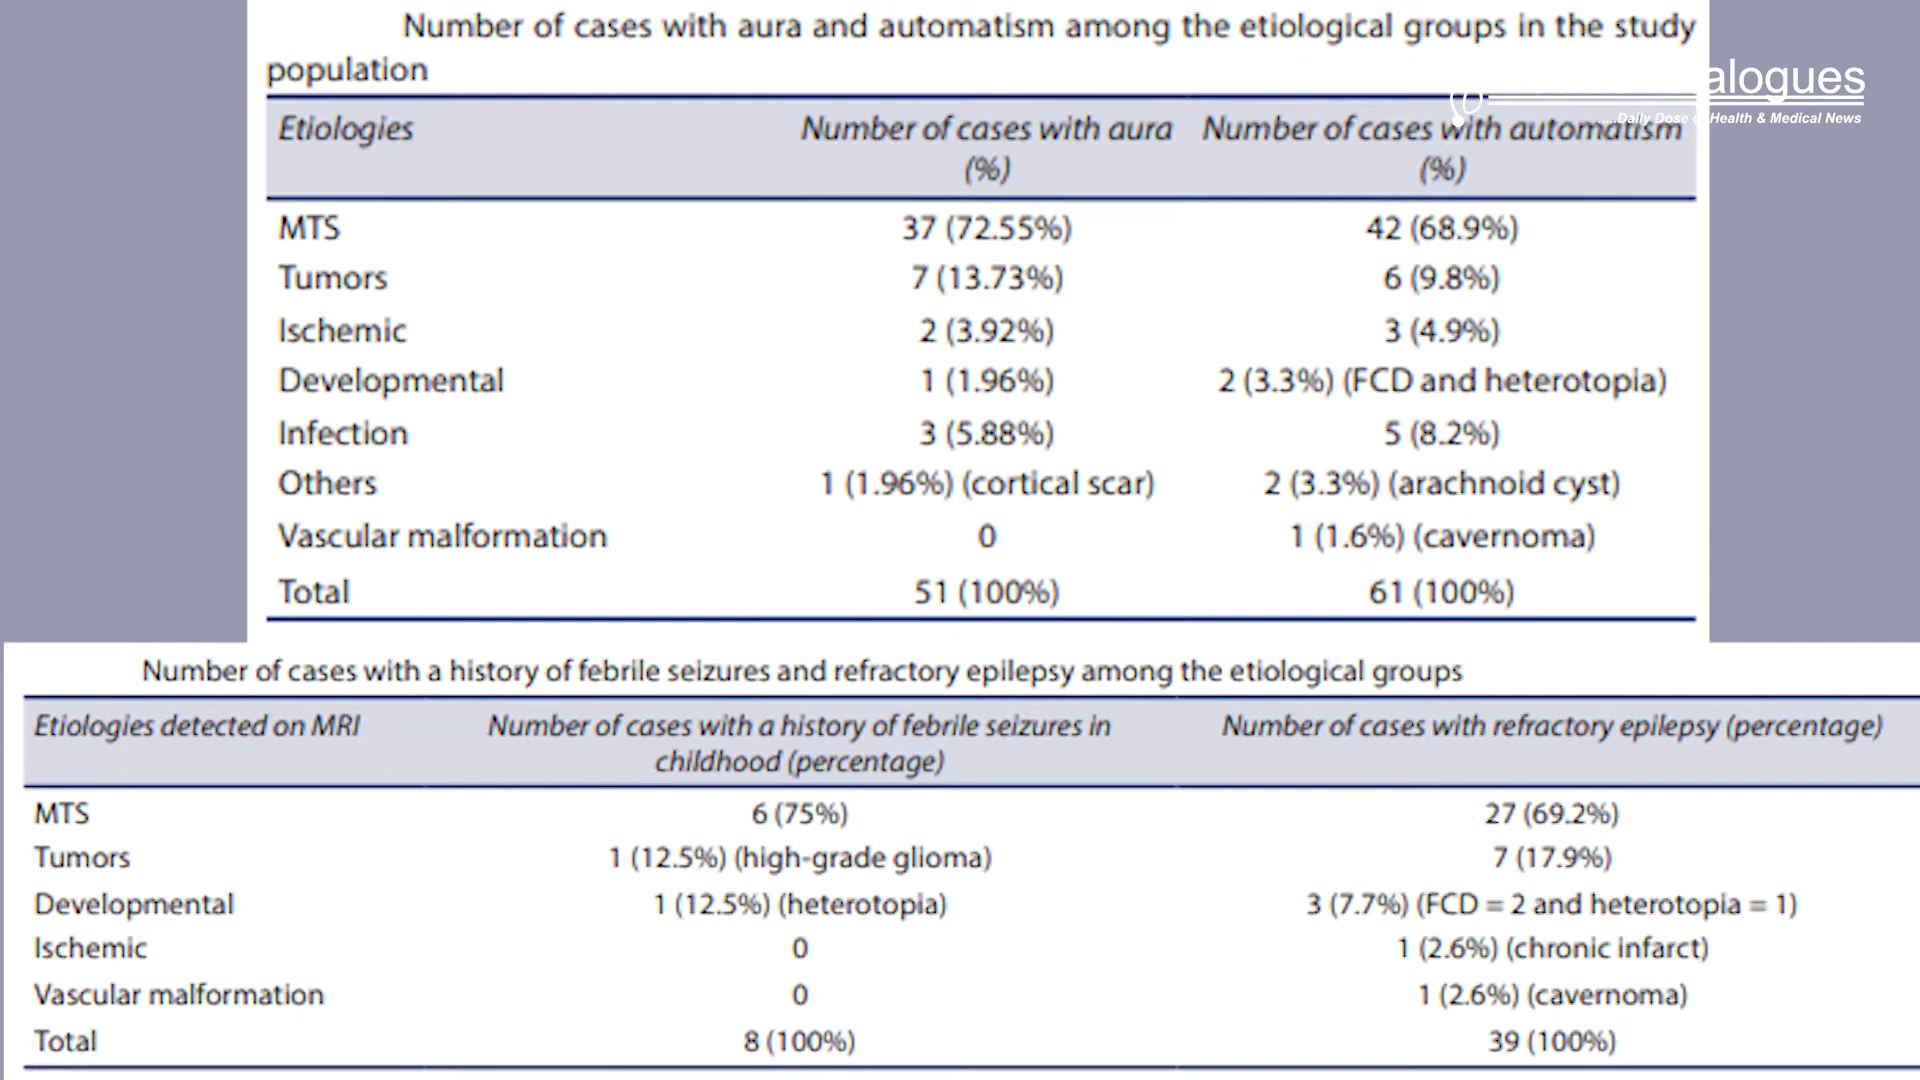 Number of cases with aura and automatism among the etiological groups in the study
population
alogues
.....Daily Dose of Health & Medical News
Etiologies Number of cases with aura (%) Number of cases with automatism (%)
MTS 37 (72.55%) 42 (68.9%)
Tumors 7 (13.73%) 6 (9.8%)
Ischemic 2 (3.92%) 3 (4.9%)
Developmental 1 (1.96%) 2 (3.3%) (FCD and heterotopia)
Infection 3 (5.88%) 5 (8.2%)
Others 1 (1.96%) (cortical scar) 2 (3.3%) (arachnoid cyst)
Vascular malformation 0 1 (1.6%) (cavernoma)
Total 51 (100%) 61 (100%)
Number of cases with a history of febrile seizures and refractory epilepsy among the etiological groups
Etiologies detected on MRI Number of cases with a history of febrile seizures in childhood (percentage) Number of cases with refractory epilepsy (percentage)
MTS 6 (75%) 27 (69.2%)
Tumors 1 (12.5%) (high-grade glioma) 7 (17.9%)
Developmental 1 (12.5%) (heterotopia) 3 (7.7%) (FCD = 2 and heterotopia = 1)
Ischemic 0 1 (2.6%) (chronic infarct)
Vascular malformation 0 1 (2.6%) (cavernoma)
Total 8 (100%) 39 (100%)